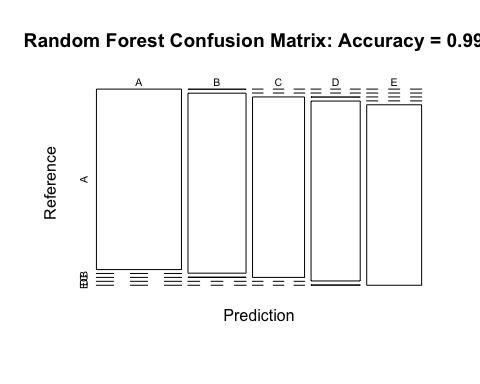 Random Forest Confusion Matrix: Accuracy = 0.99
A B C D E
Reference
A
Prediction